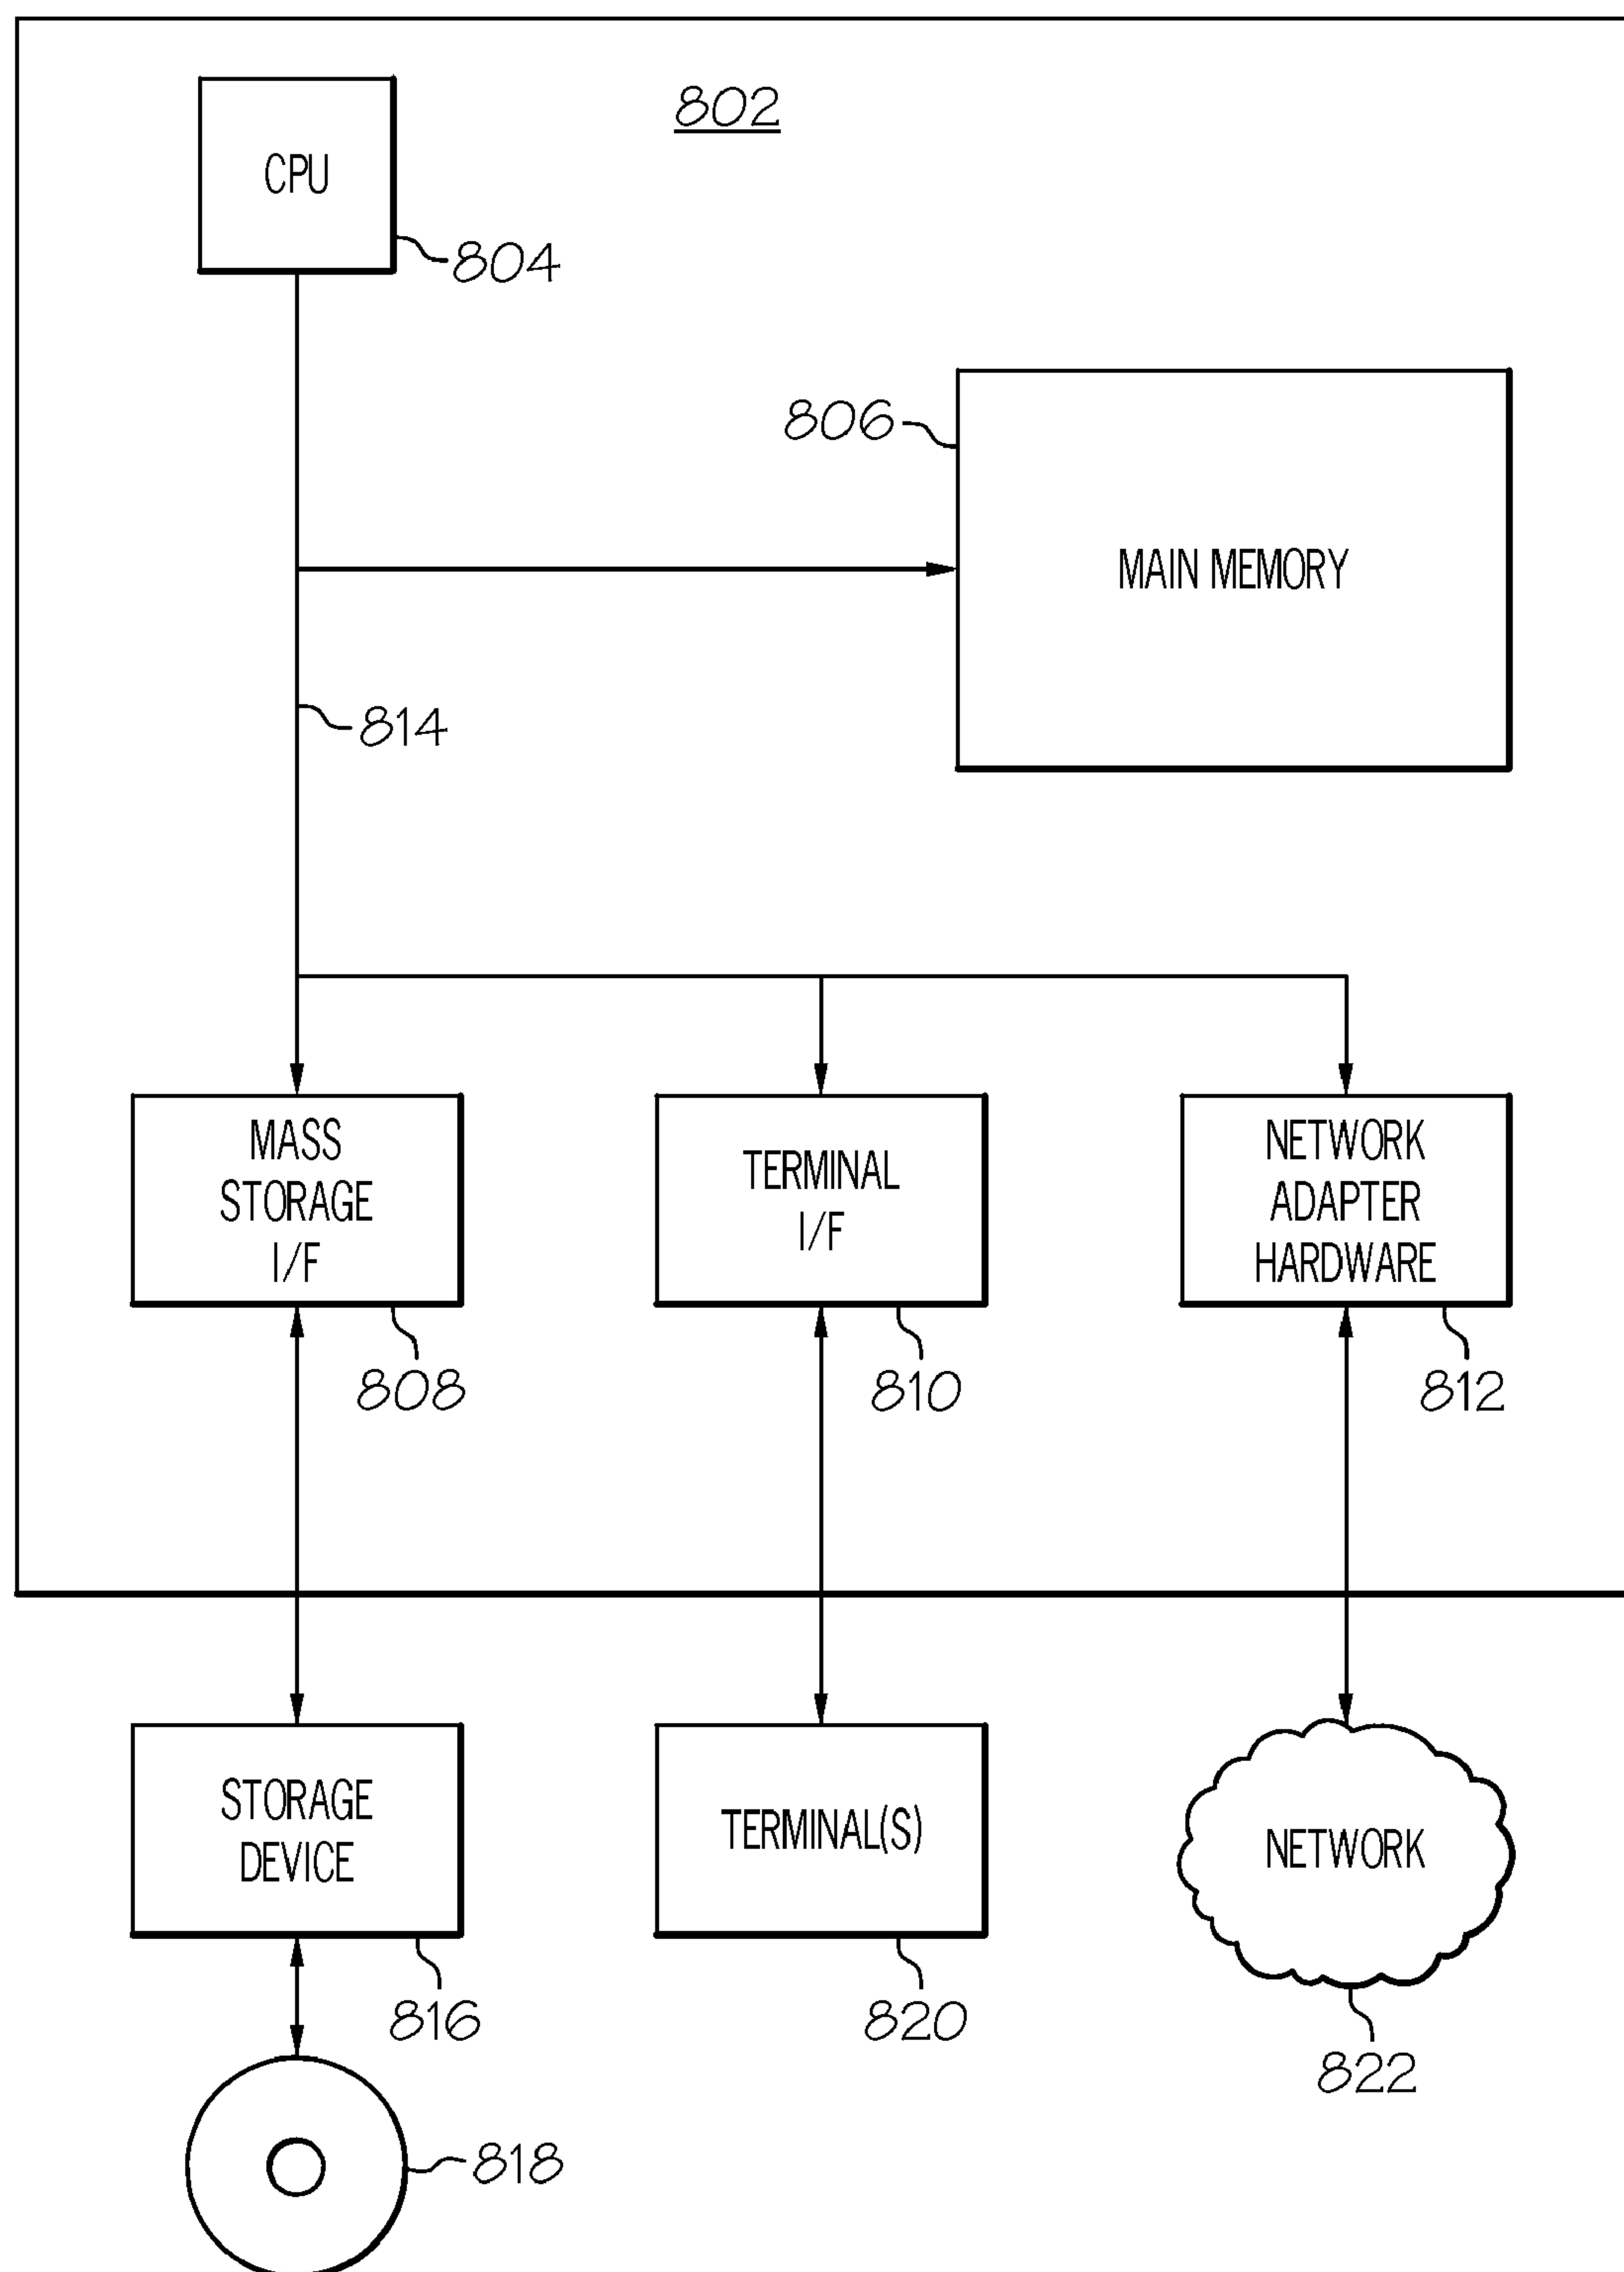 802
CPU
804
806
MAIN MEMORY
814
MASS
STORAGE
I/F
TERMINAL
I/F
NETWORK
ADAPTER
HARDWARE
808
810
812
STORAGE
DEVICE
TERMINAL(S)
NETWORK
816
820
822
818